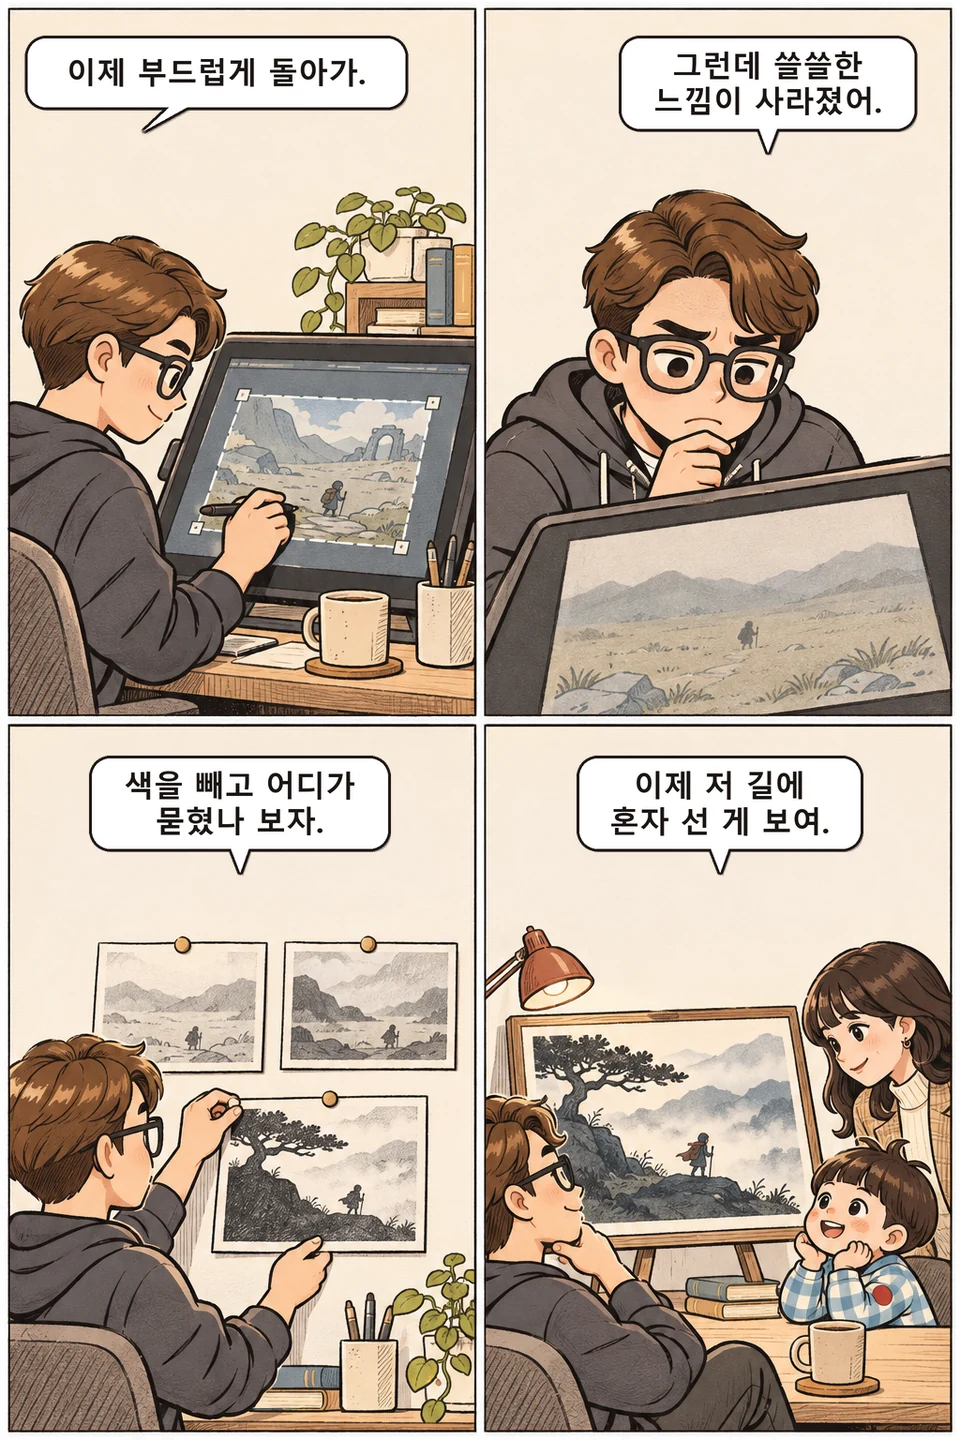 이제 부드럽게 돌아가.
그런데 쓸쓸한
느낌이 사라졌어.
색을 빼고 어디가
묻혔나 보자.
이제 저 길에
혼자 선 게 보여.